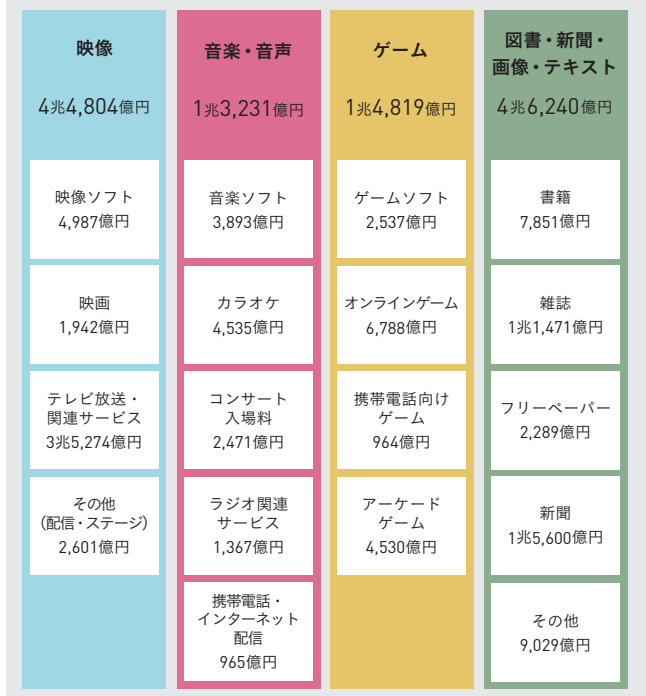 映像
4兆4,804億円
映像ソフト
4,987億円
映画
1,942億円
テレビ放送・
関連サービス
3兆5,274億円
その他
(配信・ステージ)
2,601億円
音楽・音声
1兆3,231億円
音楽ソフト
3,893億円
カラオケ
4,535億円
コンサート
入場料
2,471億円
ラジオ関連
サービス
1,367億円
携帯電話・
インターネット
配信
965億円
ゲーム
1兆4,819億円
ゲームソフト
2,537億円
オンラインゲーム
6,788億円
携帯電話向け
ゲーム
964億円
アーケード
ゲーム
4,530億円
図書・新聞・
画像・テキスト
4兆6,240億円
書籍
7,851億円
雑誌
1兆1,471億円
フリーペーパー
2,289億円
新聞
1兆5,600億円
その他
9,029億円